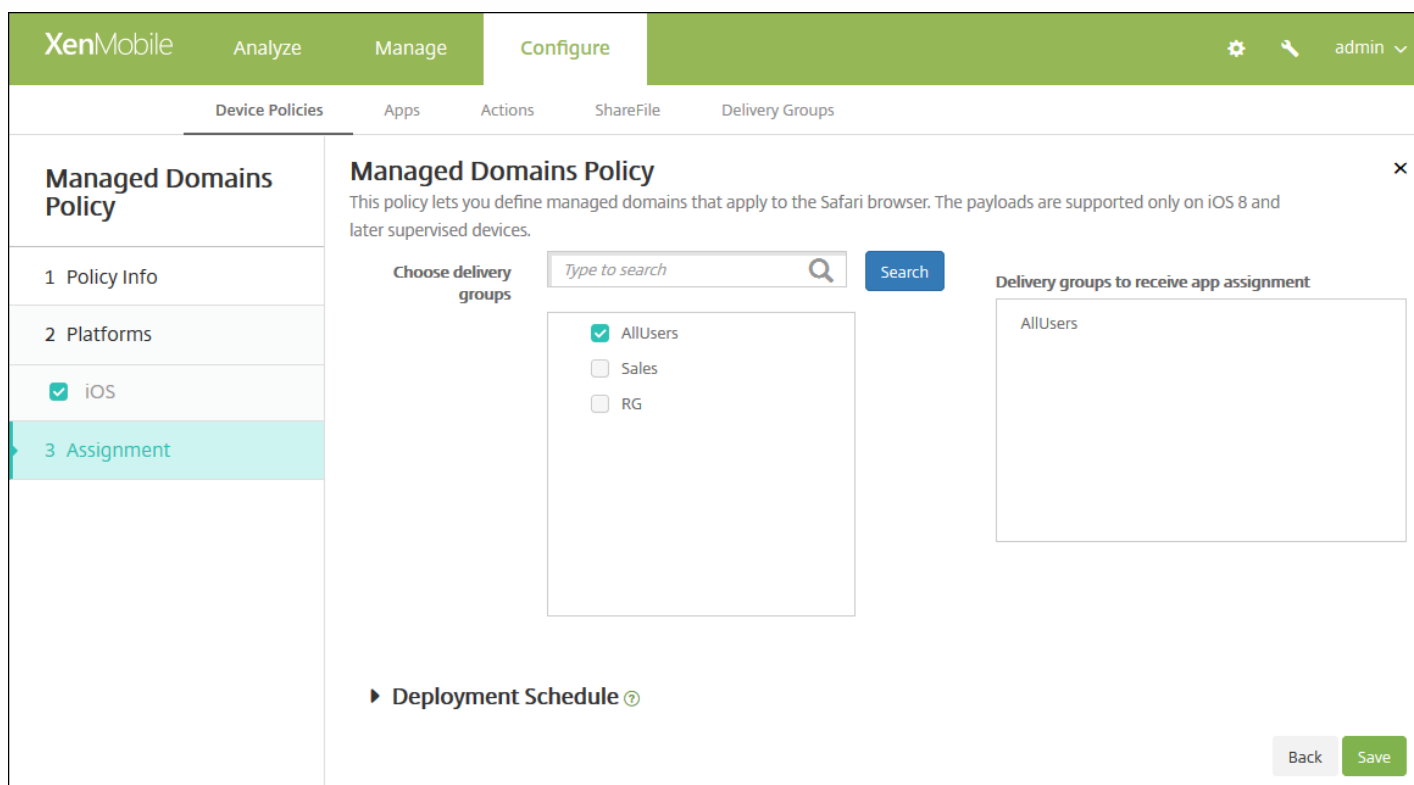 XenMobile Analyze Manage Configure admin
Device Policies Apps Actions ShareFile Delivery Groups
Managed Domains
Policy
1 Policy Info
2 Platforms
iOS
3 Assignment
Managed Domains Policy
This policy lets you define managed domains that apply to the Safari browser. The payloads are supported only on iOS 8 and
later supervised devices.
Choose delivery
groups
Type to search
Search
AllUsers
Sales
RG
Delivery groups to receive app assignment
AllUsers
Deployment Schedule ?
Back Save